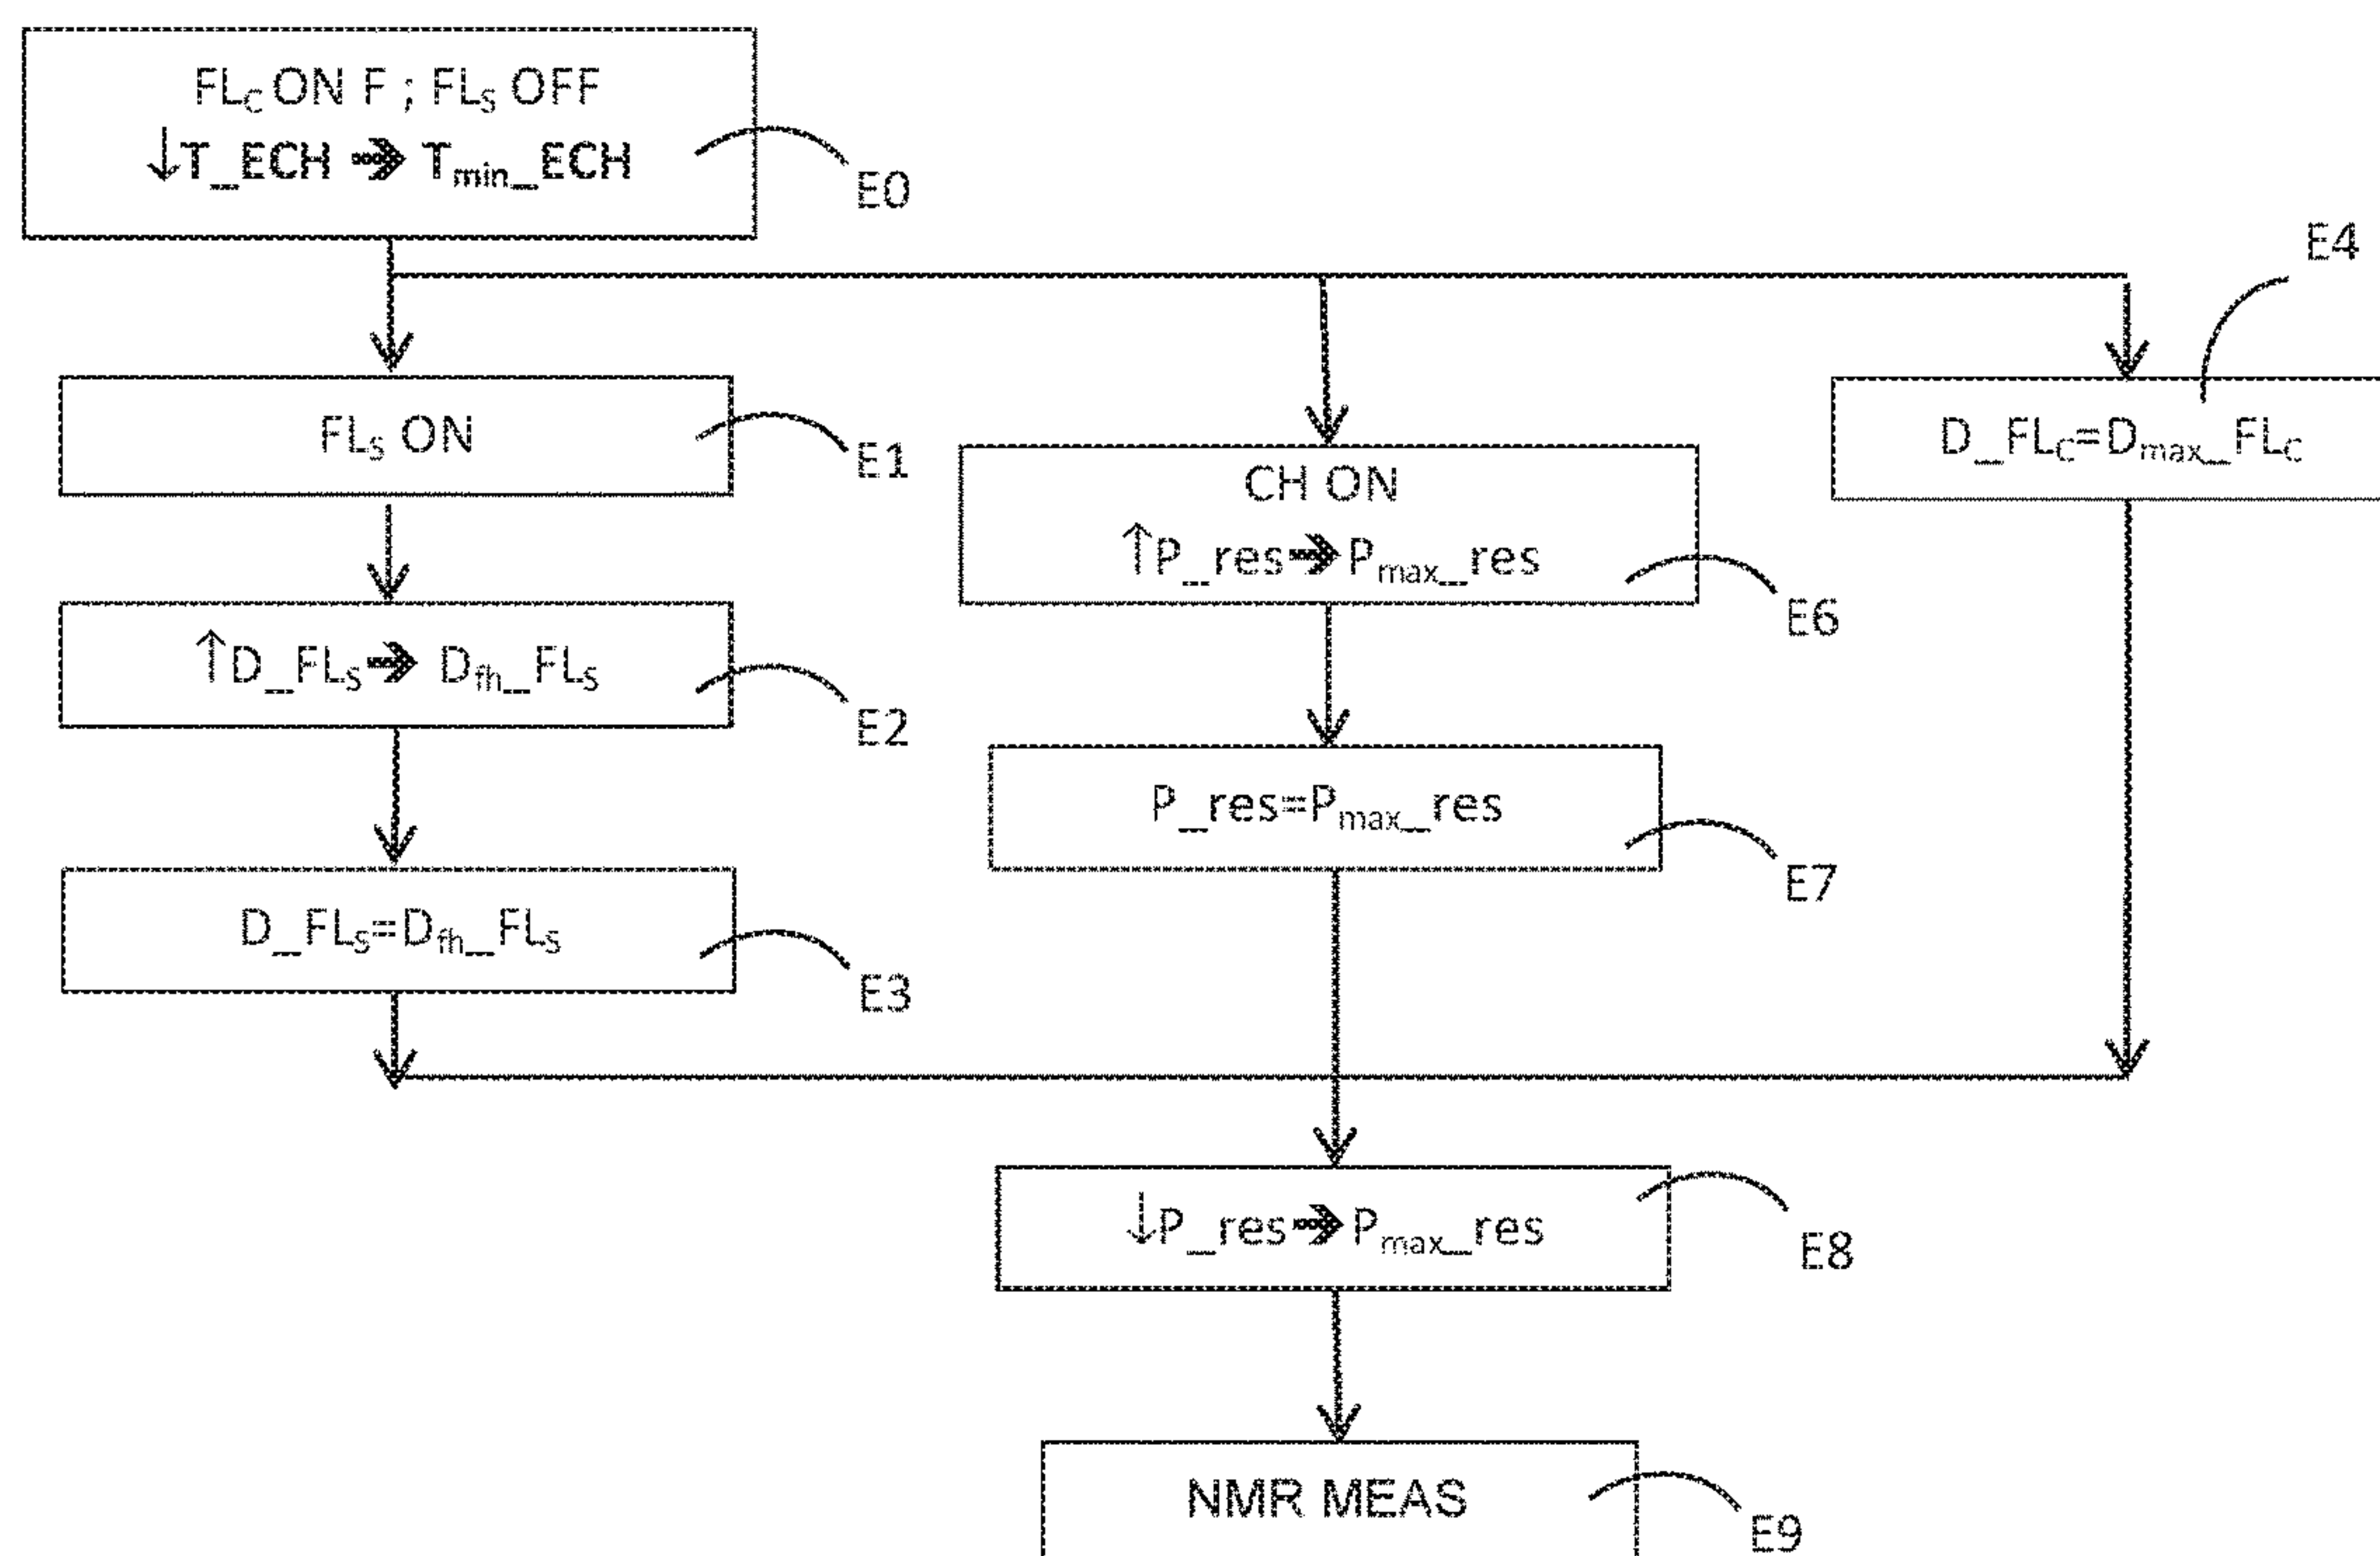 FLC ON F ; FLS OFF
↓T_ECH ➔ Tmin_ECH
E0
E4
FLS ON
E1
D_FLC=Dmax_FLC
CH ON
↑P_res➔Pmax_res
E6
↑D_FLS➔ Dfh_FLS
E2
P_res=Pmax_res
E7
D_FLS=Dfh_FLS
E3
↓P_res➔Pmax_res
E8
NMR MEAS
E9